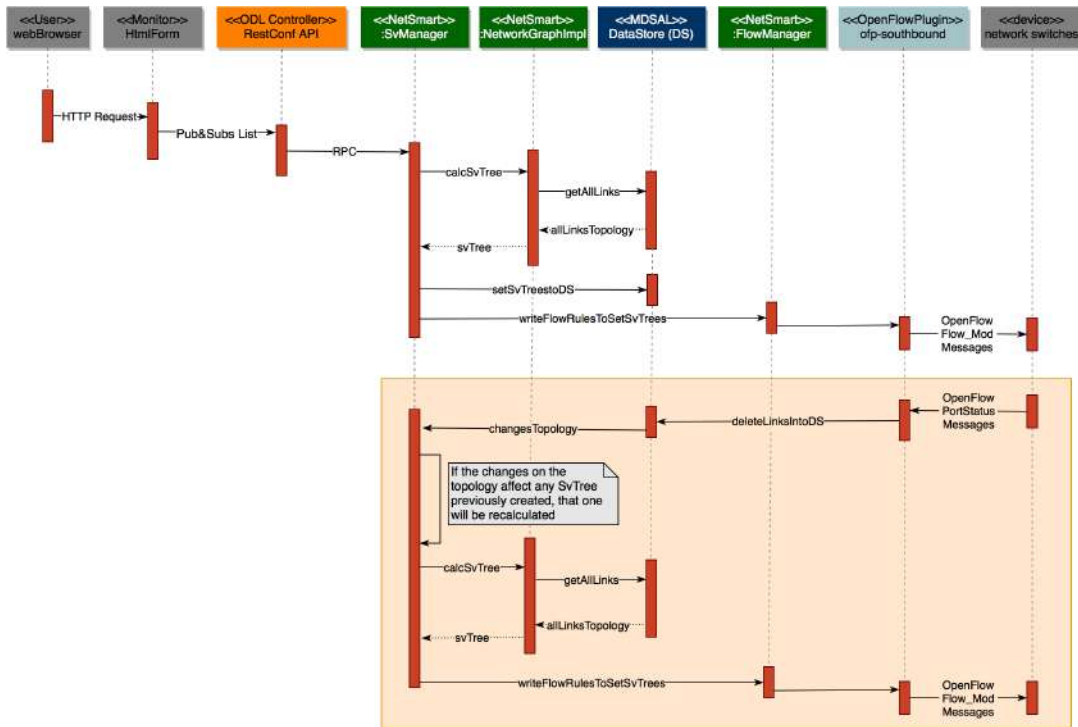 <<User>>
webBrowser
<<Monitor>>
HtmlForm
<<ODL Controller>>
RestConf API
<<NetSmart>>
:SvManager
<<NetSmart>>
:NetworkGraphImpl
<<MDSAL>>
DataStore (DS)
<<NetSmart>>
:FlowManager
<<OpenFlowPlugin>>
ofp-southbound
<<device>>
network switches
HTTP Request
Pub&Subs List
RPC
calcSvTree
getAllLinks
allLinksTopology
svTree
setSvTreestoDS
writeFlowRulesToSetSvTrees
OpenFlow
Flow_Mod
Messages
OpenFlow
PortStatus
Messages
deleteLinksIntoDS
changesTopology
If the changes on the
topology affect any SvTree
previously created, that one
will be recalculated
calcSvTree
getAllLinks
allLinksTopology
svTree
writeFlowRulesToSetSvTrees
OpenFlow
Flow_Mod
Messages